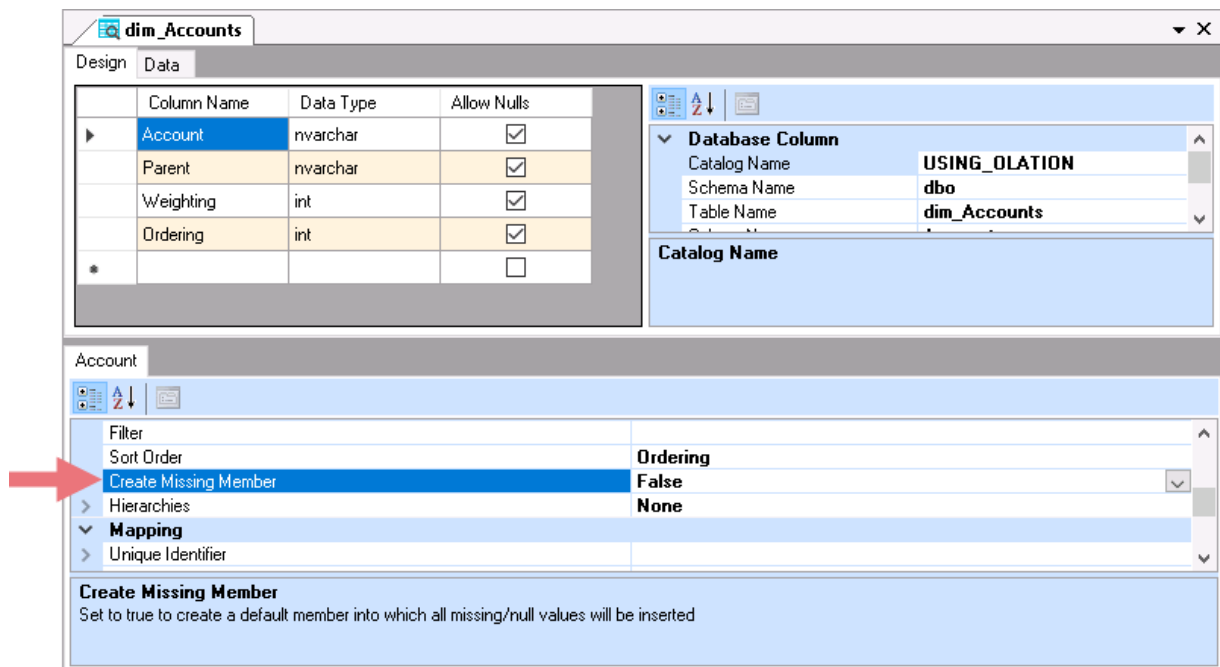 dim_Accounts
Design Data
Column Name Data Type Allow Nulls
Account nvarchar
Parent nvarchar
Weighting int
Ordering int
Database Column
Catalog Name USING_OLATION
Schema Name dbo
Table Name dim_Accounts
Catalog Name
Account
Filter
Sort Order Ordering
Create Missing Member False
Hierarchies None
Mapping
Unique Identifier
Create Missing Member
Set to true to create a default member into which all missing/null values will be inserted